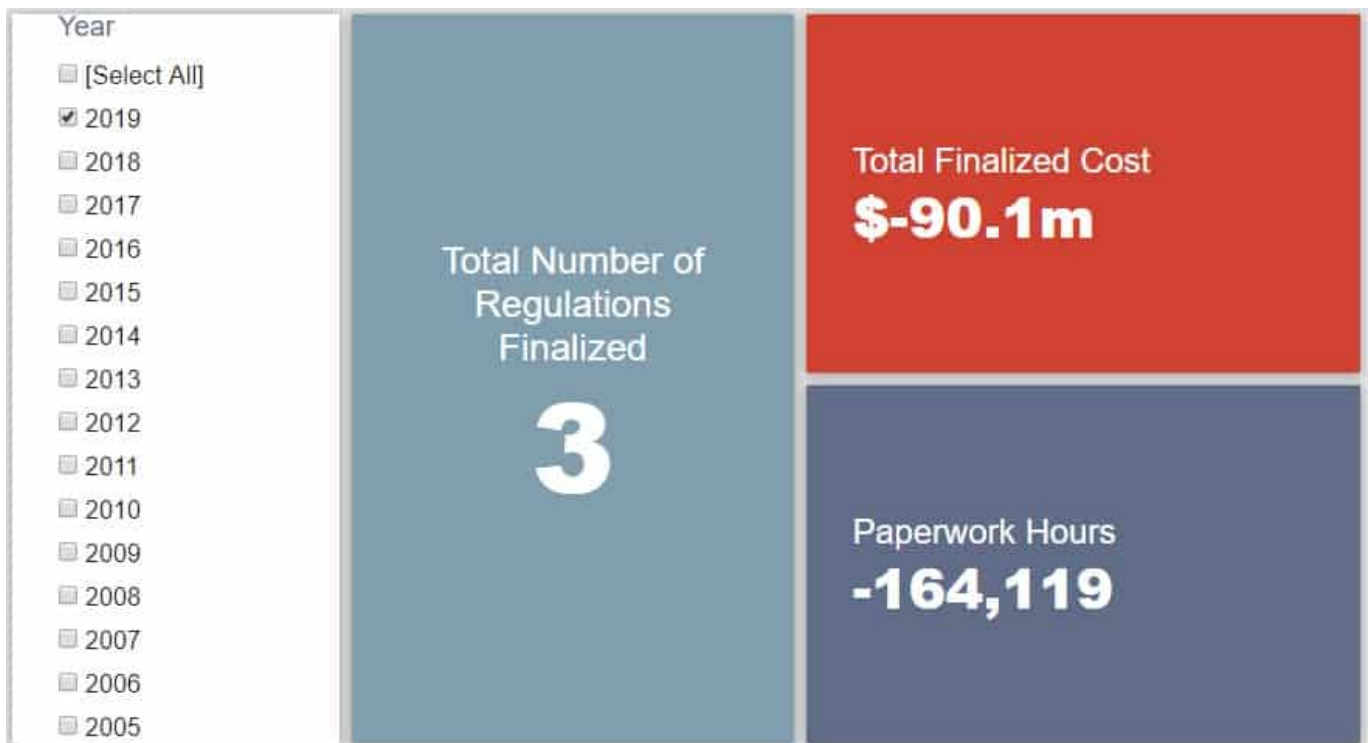 Year
[Select All]
2019
2018
2017
2016
2015
2014
2013
2012
2011
2010
2009
2008
2007
2006
2005
Total Number of
Regulations
Finalized
3
Total Finalized Cost
$-90.1m
Paperwork Hours
-164,119